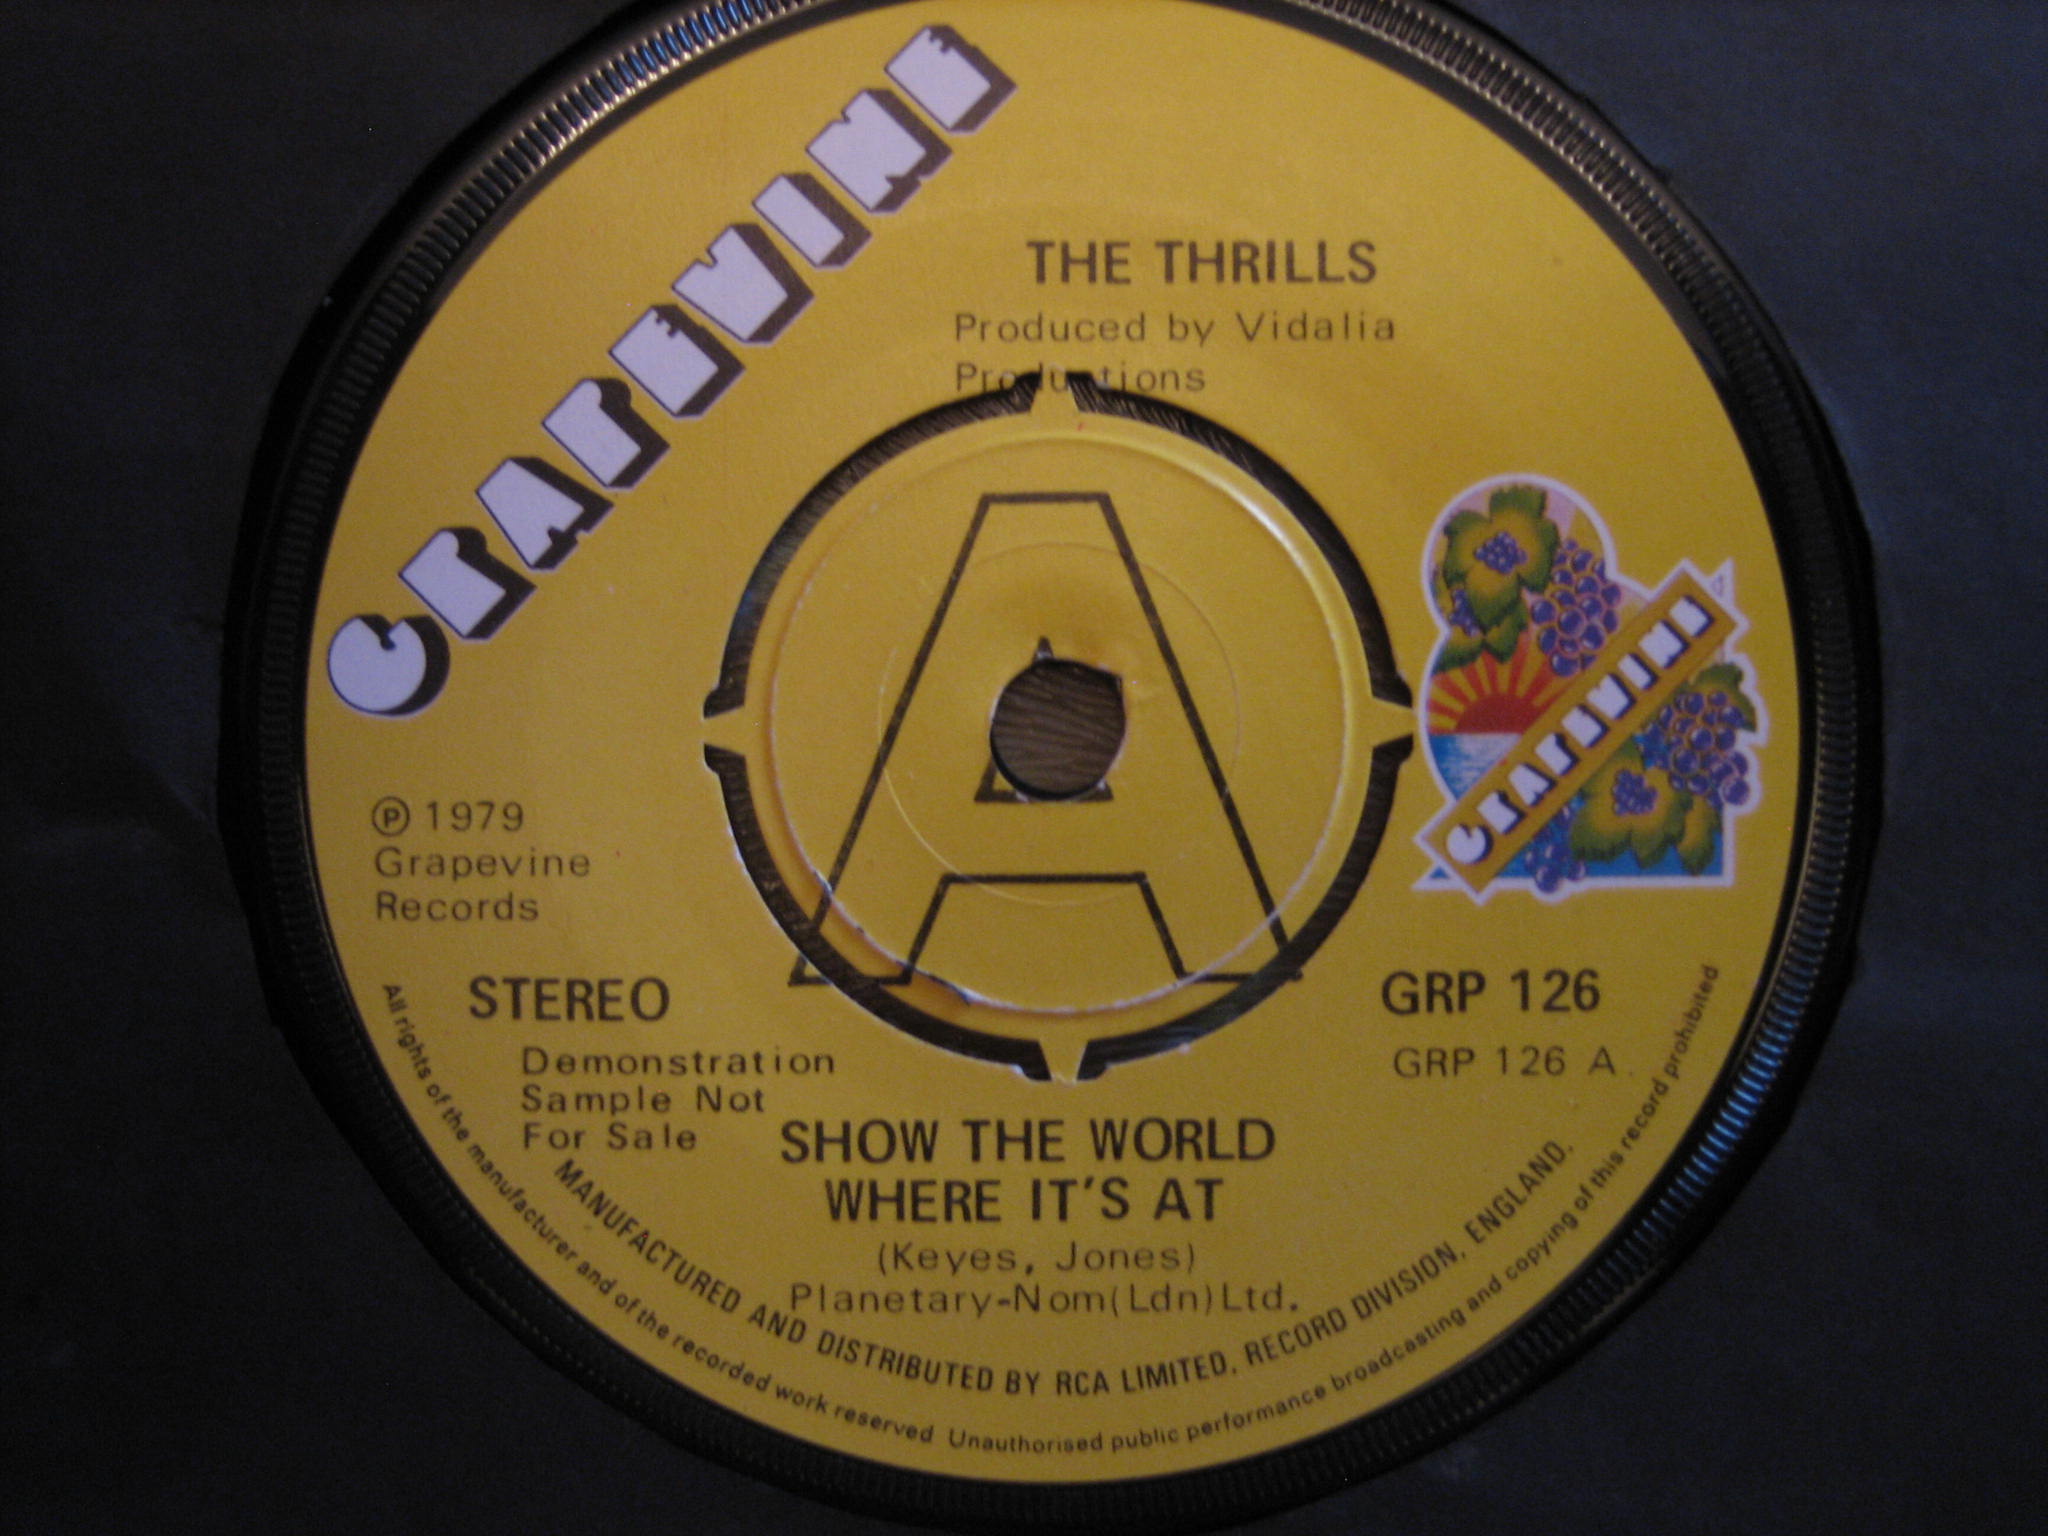 GRAPEVINE
THE THRILLS
Produced by Vidalia
Productions
A
GRAPEVINE
℗ 1979
Grapevine
Records
STEREO
Demonstration
Sample Not
For Sale
GRP 126
GRP 126 A
SHOW THE WORLD
WHERE IT'S AT
(Keyes, Jones)
Planetary-Nom(Ldn)Ltd.
MANUFACTURED AND DISTRIBUTED BY RCA LIMITED, RECORD DIVISION, ENGLAND.
All rights of the manufacturer and of the recorded work reserved Unauthorised public performance broadcasting and copying of this record prohibited